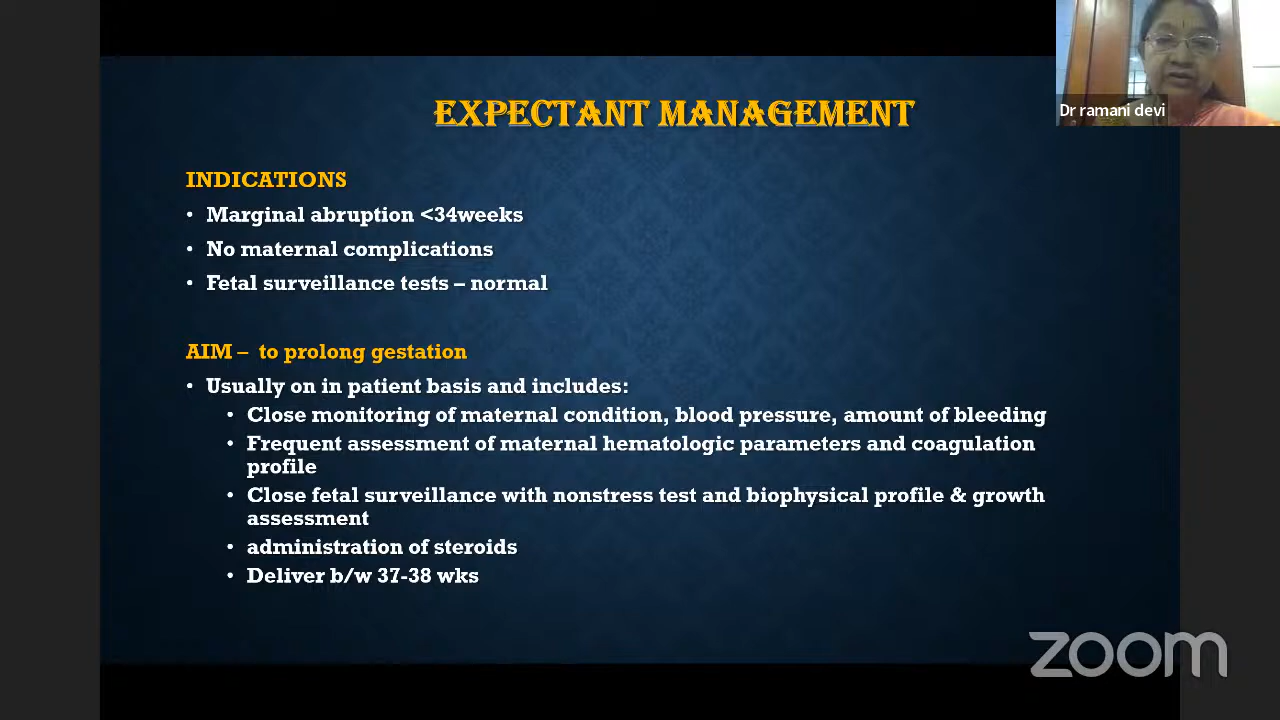 EXPECTANT MANAGEMENT
INDICATIONS
• Marginal abruption <34weeks
• No maternal complications
• Fetal surveillance tests – normal
AIM – to prolong gestation
• Usually on in patient basis and includes:
• Close monitoring of maternal condition, blood pressure, amount of bleeding
• Frequent assessment of maternal hematologic parameters and coagulation
profile
• Close fetal surveillance with nonstress test and biophysical profile & growth
assessment
• administration of steroids
• Deliver b/w 37-38 wks
Dr ramani devi
zoom